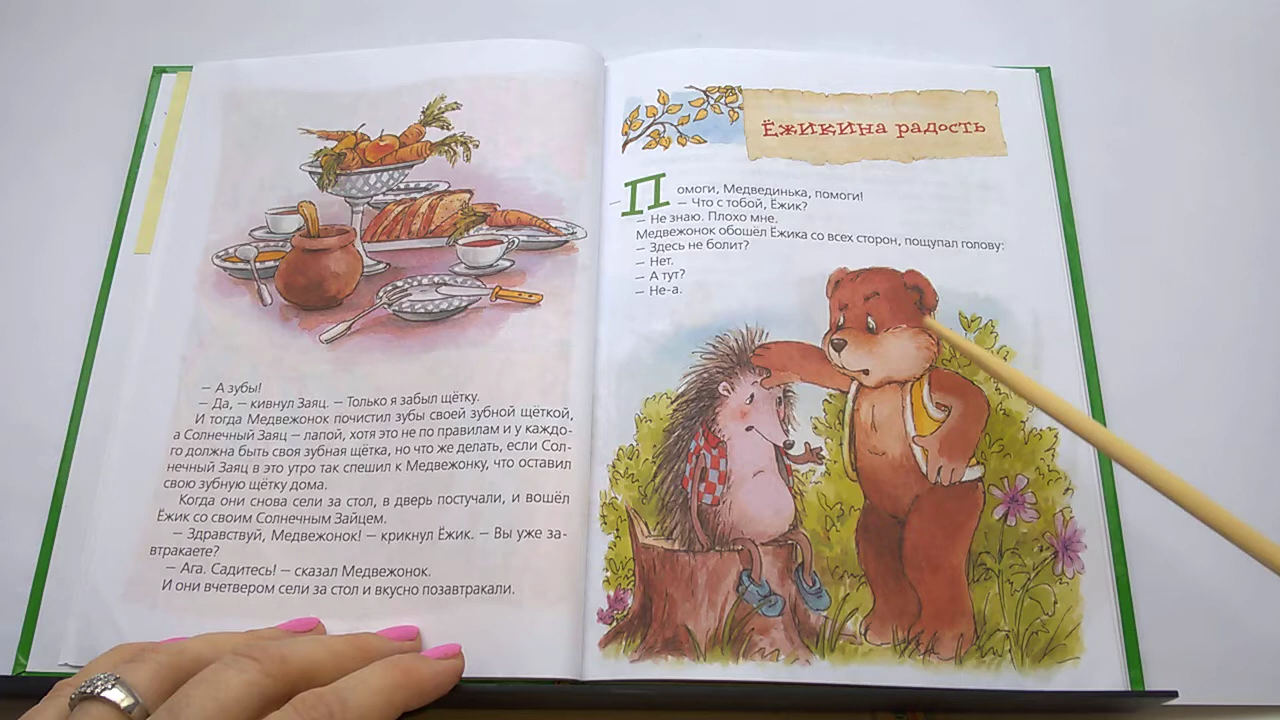 – А зубы!
– Да, – кивнул Заяц. – Только я забыл щётку.
И тогда Медвежонок почистил зубы своей зубной щёткой,
а Солнечный Заяц – лапой, хотя это не по правилам и у каждо-
го должна быть своя зубная щётка, но что же делать, если Сол-
нечный Заяц в это утро так спешил к Медвежонку, что оставил
свою зубную щётку дома.
Когда они снова сели за стол, в дверь постучали, и вошёл
Ёжик со своим Солнечным Зайцем.
– Здравствуй, Медвежонок! – крикнул Ёжик. – Вы уже за-
втракаете?
– Ага. Садитесь! – сказал Медвежонок.
И они вчетвером сели за стол и вкусно позавтракали.
Ёжикина радость
– Помоги, Медвединька, помоги!
– Что с тобой, Ёжик?
– Не знаю. Плохо мне.
Медвежонок обошёл Ёжика со всех сторон, пощупал голову:
– Здесь не болит?
– Нет.
– А тут?
– Не-а.